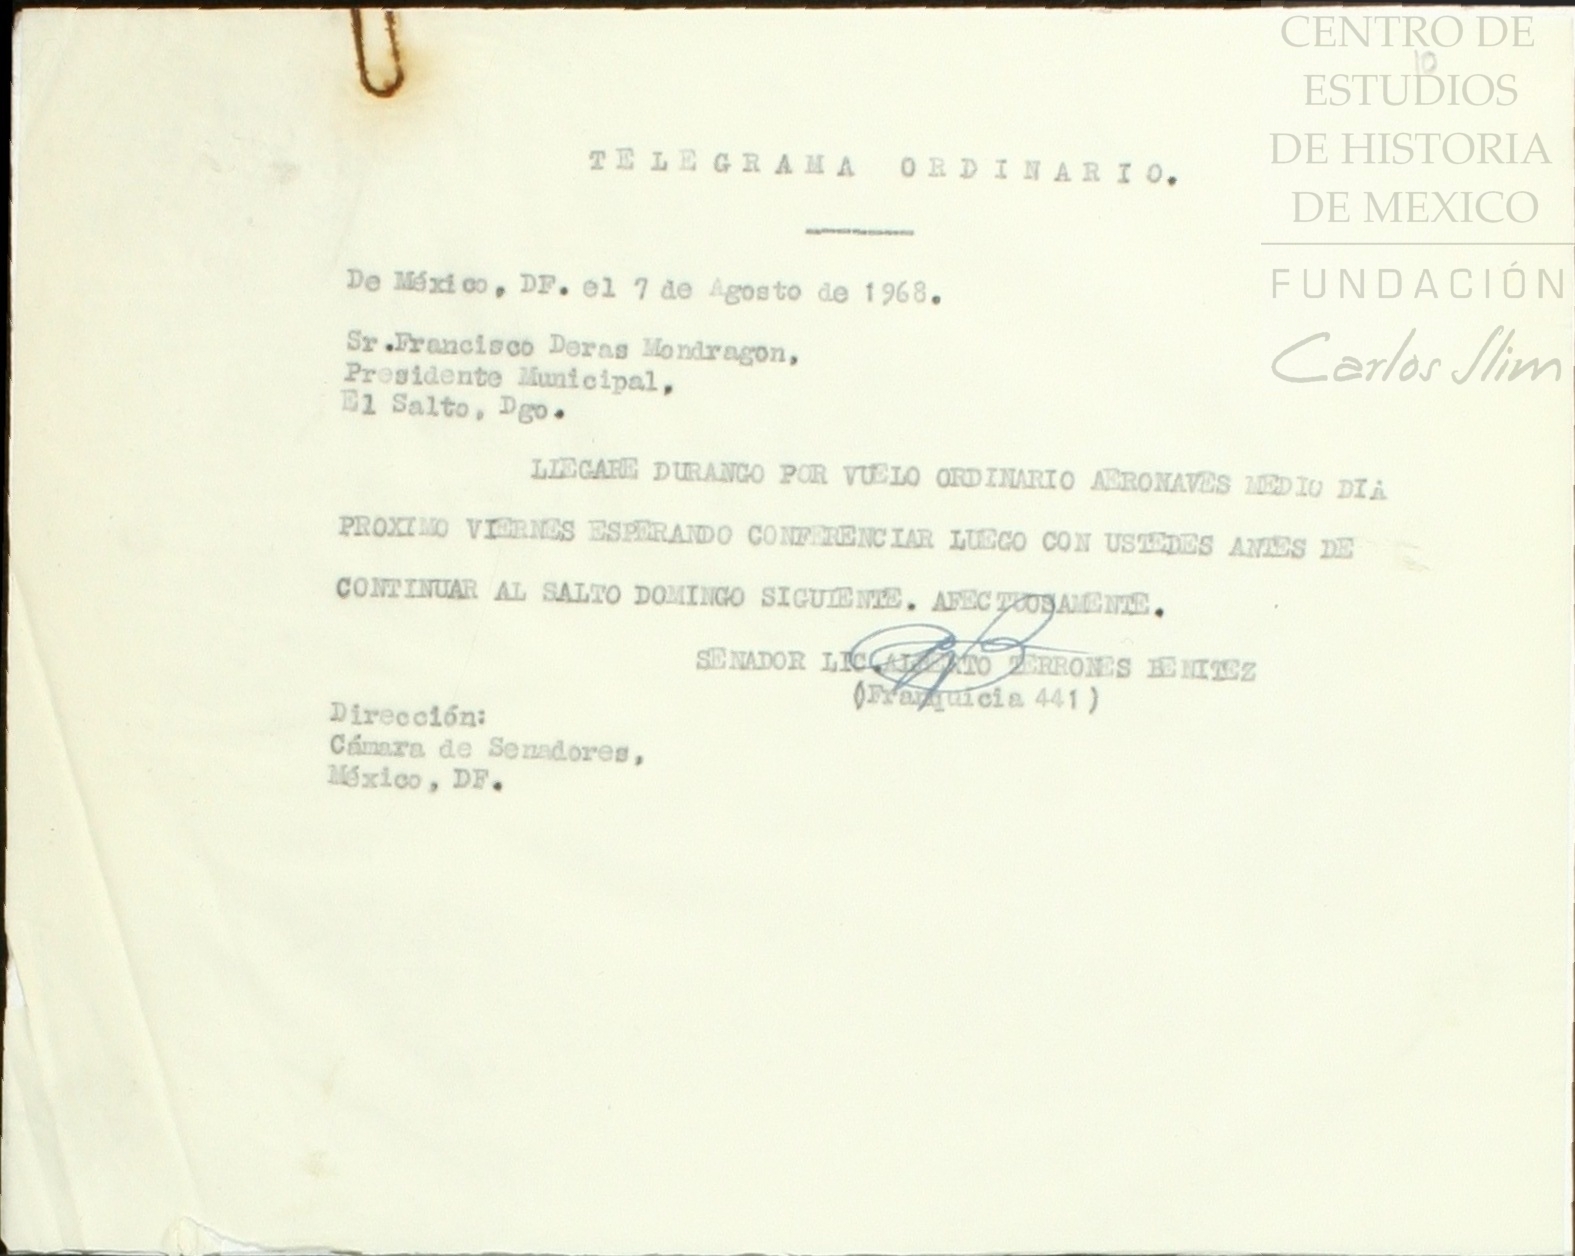 CENTRO DE
ESTUDIOS
DE HISTORIA
DE MEXICO
FUNDACIÓN
Carlos Slim
10
TELEGRAMA ORDINARIO.
De México, DF. el 7 de Agosto de 1968.
Sr.Francisco Deras Mondragon,
Presidente Municipal,
El Salto, Dgo.
LLEGARE DURANGO POR VUELO ORDINARIO AERONAVES MEDIO DIA
PROXIMO VIERNES ESPERANDO CONFERENCIAR LUEGO CON USTEDES ANTES DE
CONTINUAR AL SALTO DOMINGO SIGUIENTE. AFECTUOSAMENTE.
SENADOR LIC.ALBERTO TERRONES BENITEZ
(Franquicia 441)
Dirección:
Cámara de Senadores,
México, DF.